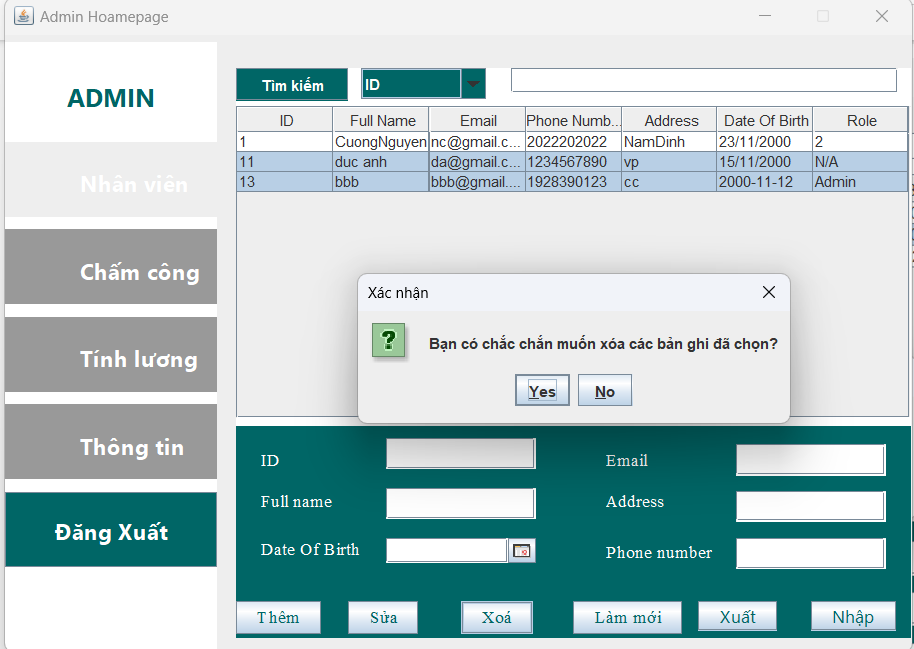 Admin Hoamepage
ADMIN
Nhân viên
Chấm công
Tính lương
Thông tin
Đăng Xuất
Tìm kiếm ID
ID Full Name Email Phone Numb... Address Date Of Birth Role
1 CuongNguyen nc@gmail.c... 2022202022 NamDinh 23/11/2000 2
11 duc anh da@gmail.c... 1234567890 vp 15/11/2000 N/A
13 bbb bbb@gmail.... 1928390123 cc 2000-11-12 Admin
Xác nhận
?
Bạn có chắc chắn muốn xóa các bản ghi đã chọn?
Yes No
ID Email
Full name Address
Date Of Birth Phone number
Thêm Sửa Xoá Làm mới Xuất Nhập